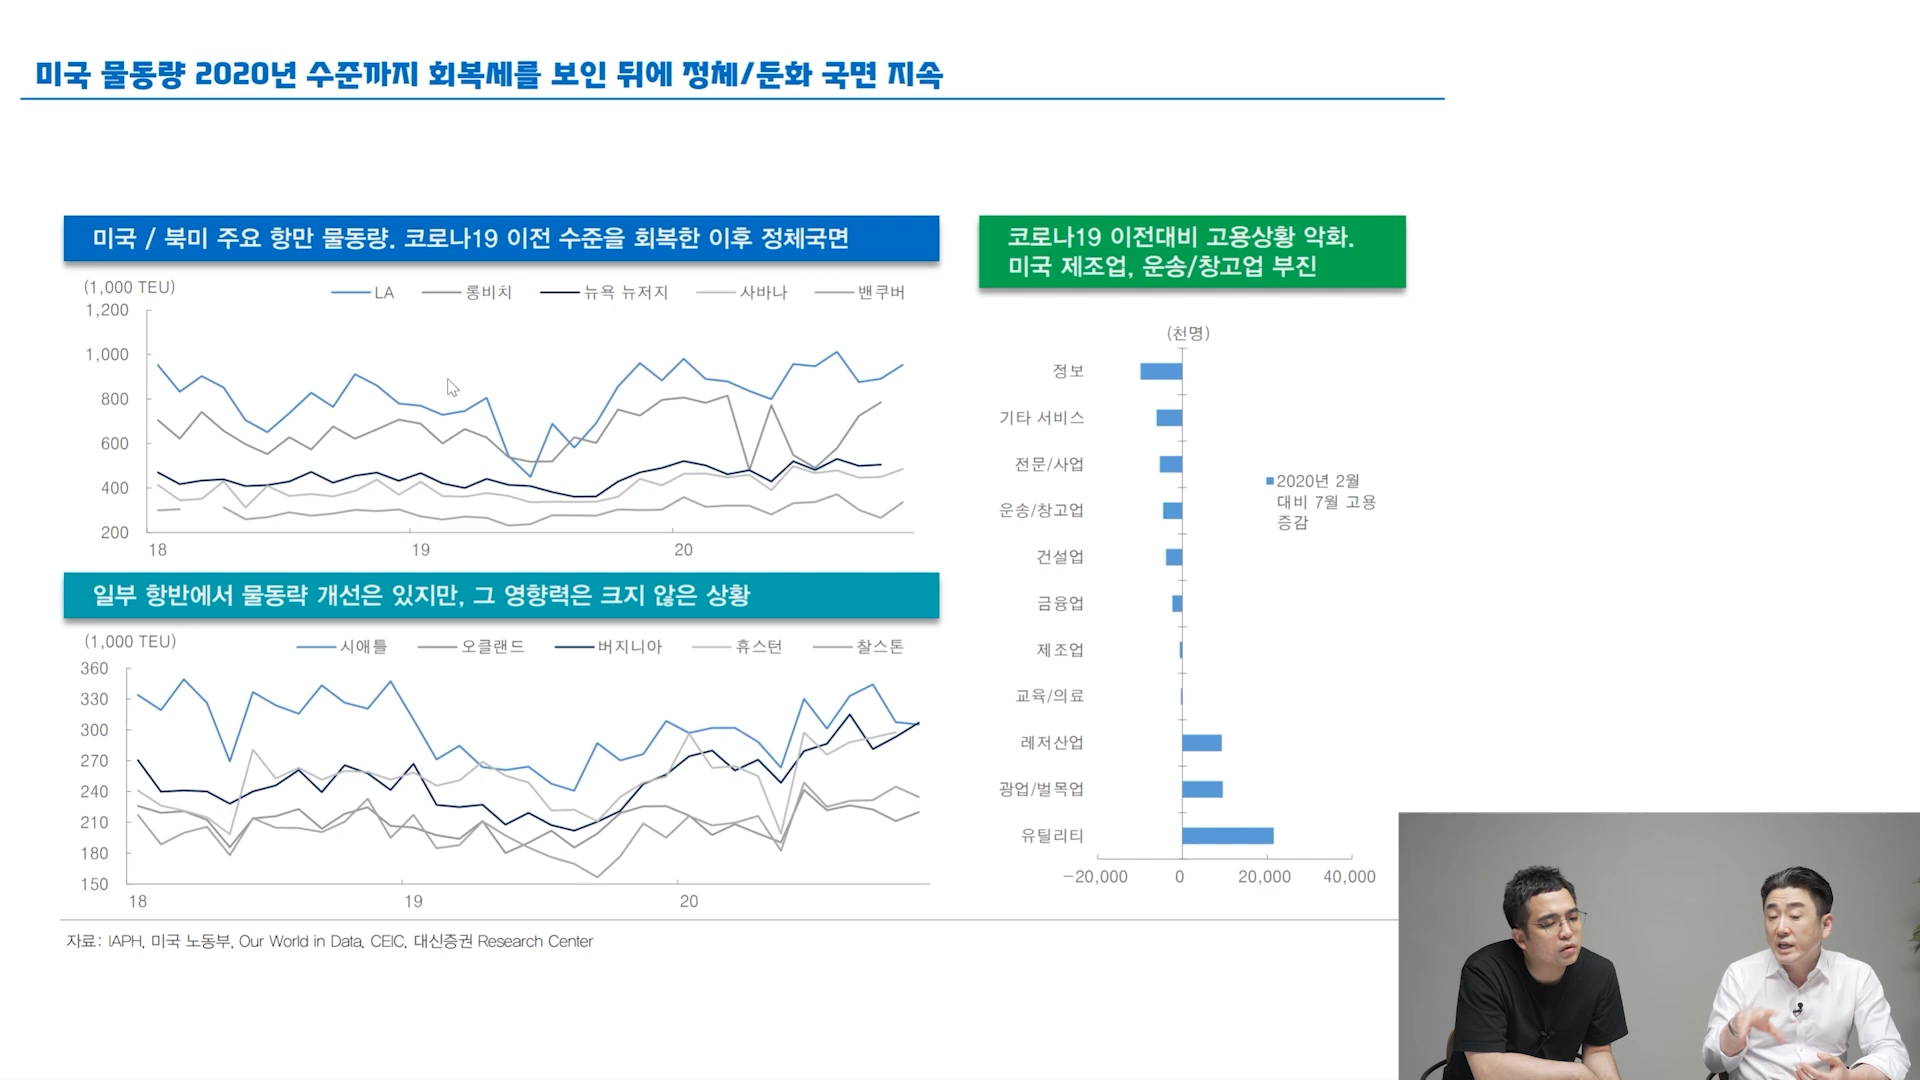 미국 물동량 2020년 수준까지 회복세를 보인 뒤에 정체/둔화 국면 지속
미국 / 북미 주요 항만 물동량. 코로나19 이전 수준을 회복한 이후 정체국면
(1,000 TEU)
LA 롱비치 뉴욕 뉴저지 사바나 밴쿠버
1,200
1,000
800
600
400
200
18 19 20
일부 항반에서 물동략 개선은 있지만, 그 영향력은 크지 않은 상황
(1,000 TEU)
시애틀 오클랜드 버지니아 휴스턴 찰스톤
360
330
300
270
240
210
180
150
18 19 20
코로나19 이전대비 고용상황 악화.
미국 제조업, 운송/창고업 부진
(천명)
정보
기타 서비스
전문/사업
운송/창고업
건설업
금융업
제조업
교육/의료
레저산업
광업/벌목업
유틸리티
2020년 2월
대비 7월 고용
증감
-20,000 0 20,000 40,000
자료: IAPH, 미국 노동부, Our World in Data, CEIC, 대신증권 Research Center